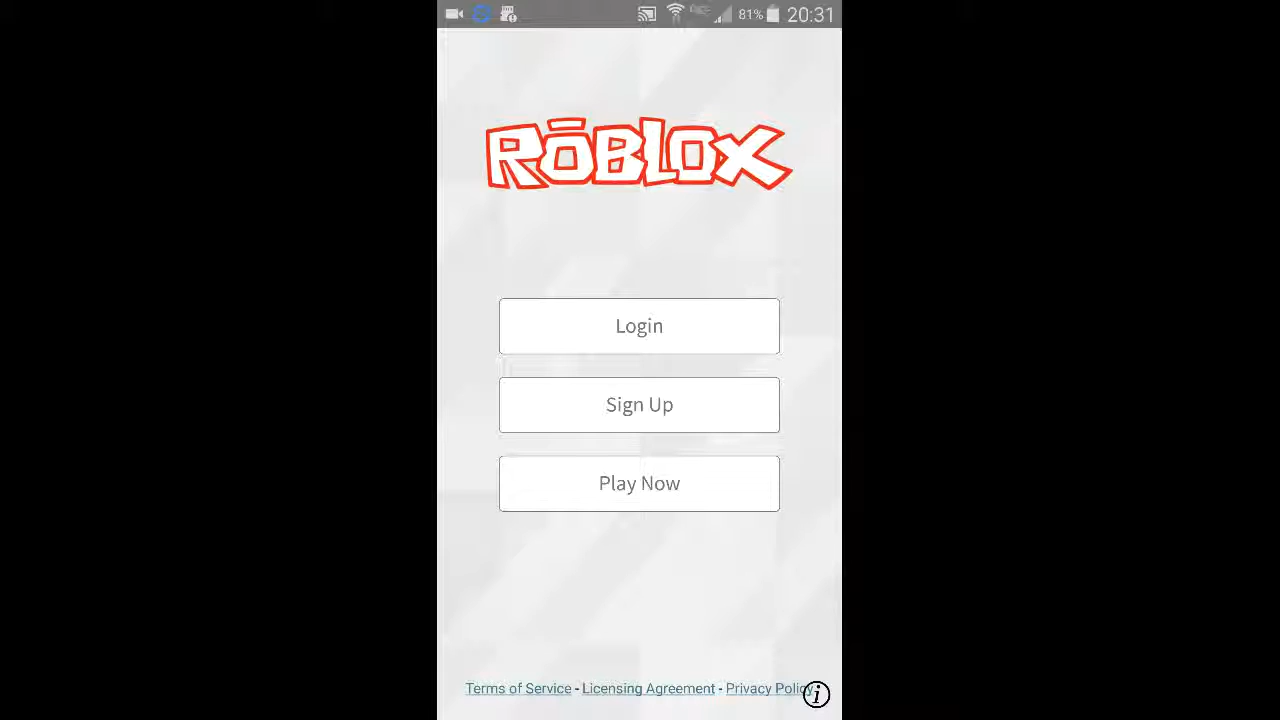 81% 20:31
RŌBLOX
Login
Sign Up
Play Now
Terms of Service - Licensing Agreement - Privacy Policy